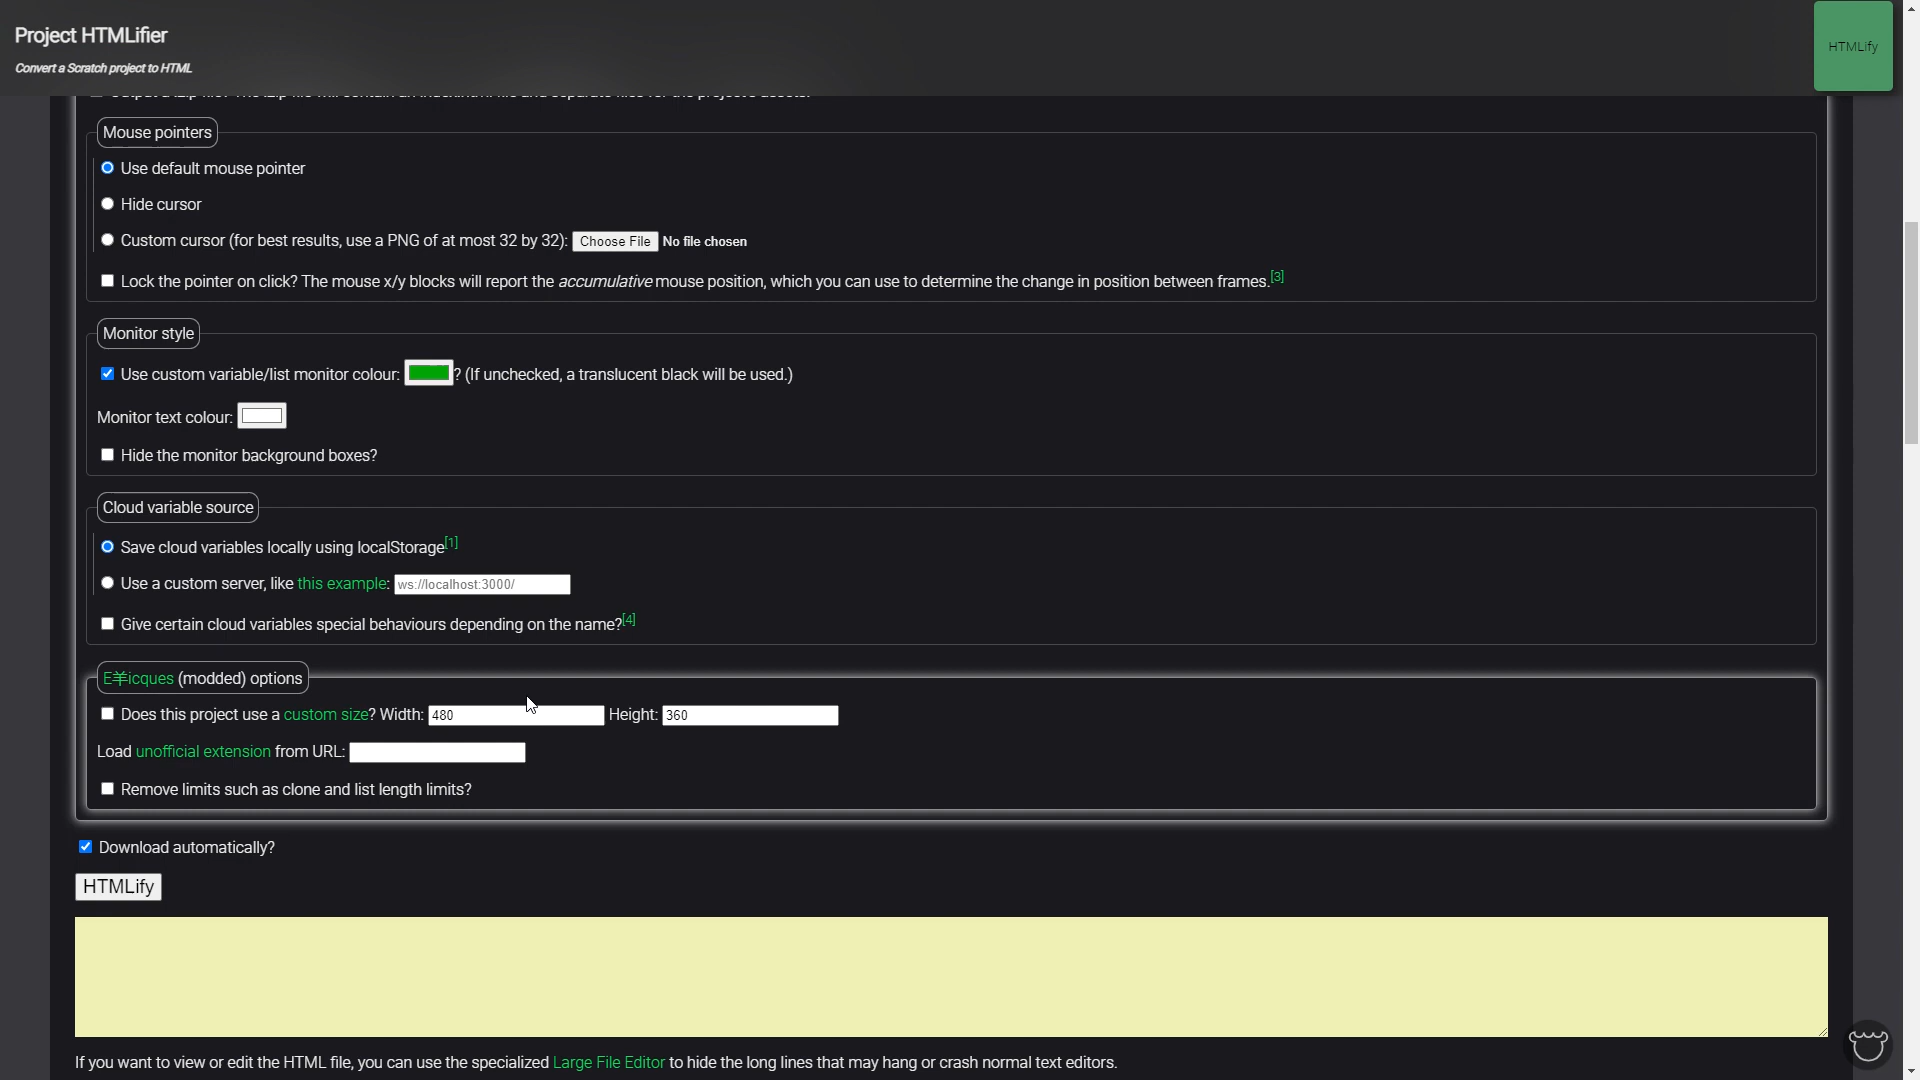 Project HTMLifier
HTMLify
Convert a Scratch project to HTML
Mouse pointers
Use default mouse pointer
Hide cursor
Custom cursor (for best results, use a PNG of at most 32 by 32): Choose File No file chosen
Lock the pointer on click? The mouse x/y blocks will report the accumulative mouse position, which you can use to determine the change in position between frames.[3]
Monitor style
Use custom variable/list monitor colour: ? (If unchecked, a translucent black will be used.)
Monitor text colour:
Hide the monitor background boxes?
Cloud variable source
Save cloud variables locally using localStorage[1]
Use a custom server, like this example: ws://localhost:3000/
Give certain cloud variables special behaviours depending on the name?[4]
E羊icques (modded) options
Does this project use a custom size? Width: 480 Height: 360
Load unofficial extension from URL:
Remove limits such as clone and list length limits?
Download automatically?
HTMLify
If you want to view or edit the HTML file, you can use the specialized Large File Editor to hide the long lines that may hang or crash normal text editors.